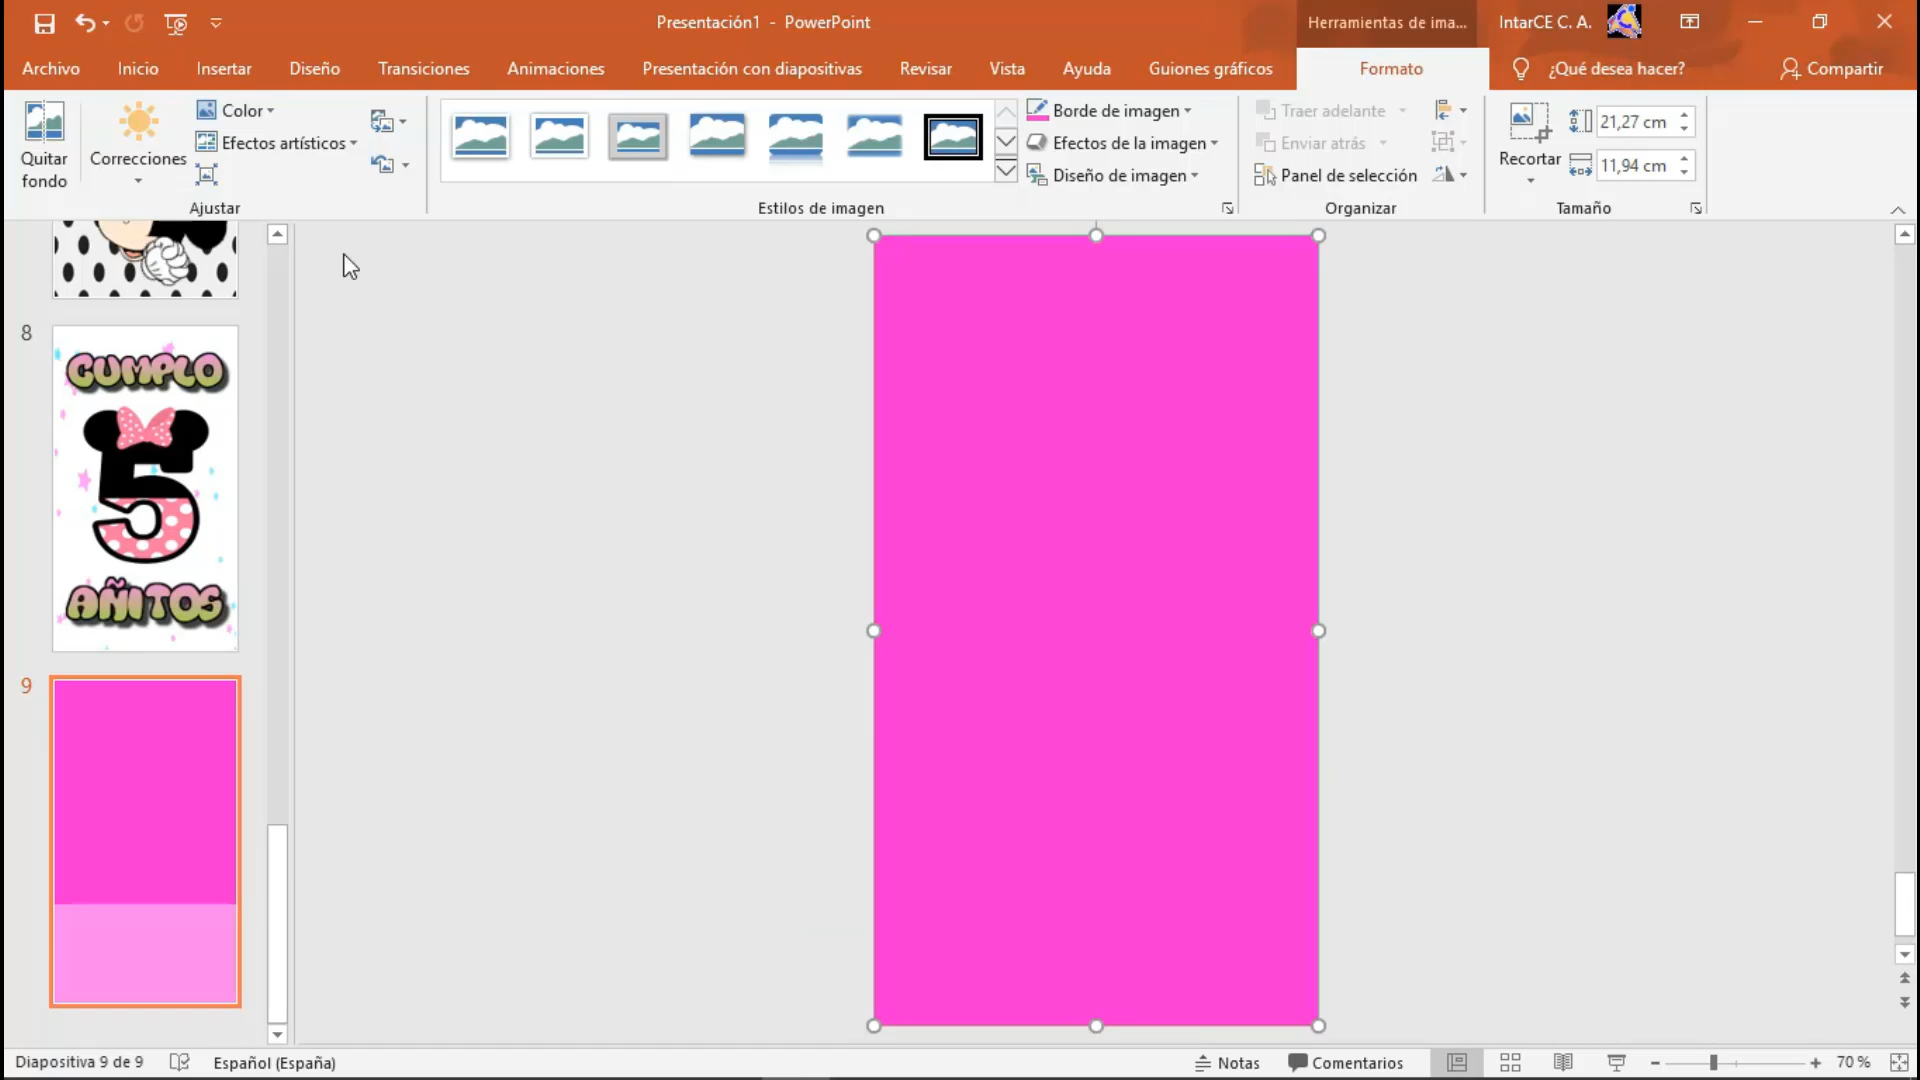 Presentación1 - PowerPoint
Herramientas de ima...
IntarCE C. A.
Archivo Inicio Insertar Diseño Transiciones Animaciones Presentación con diapositivas Revisar Vista Ayuda Guiones gráficos Formato ¿Qué desea hacer? Compartir
Quitar fondo
Correcciones
Color
Efectos artísticos
Ajustar
Estilos de imagen
Borde de imagen
Efectos de la imagen
Diseño de imagen
Traer adelante
Enviar atrás
Panel de selección
Organizar
Recortar
21,27 cm
11,94 cm
Tamaño
8
CUMPLO
5
AÑITOS
9
Diapositiva 9 de 9
Español (España)
Notas
Comentarios
70 %